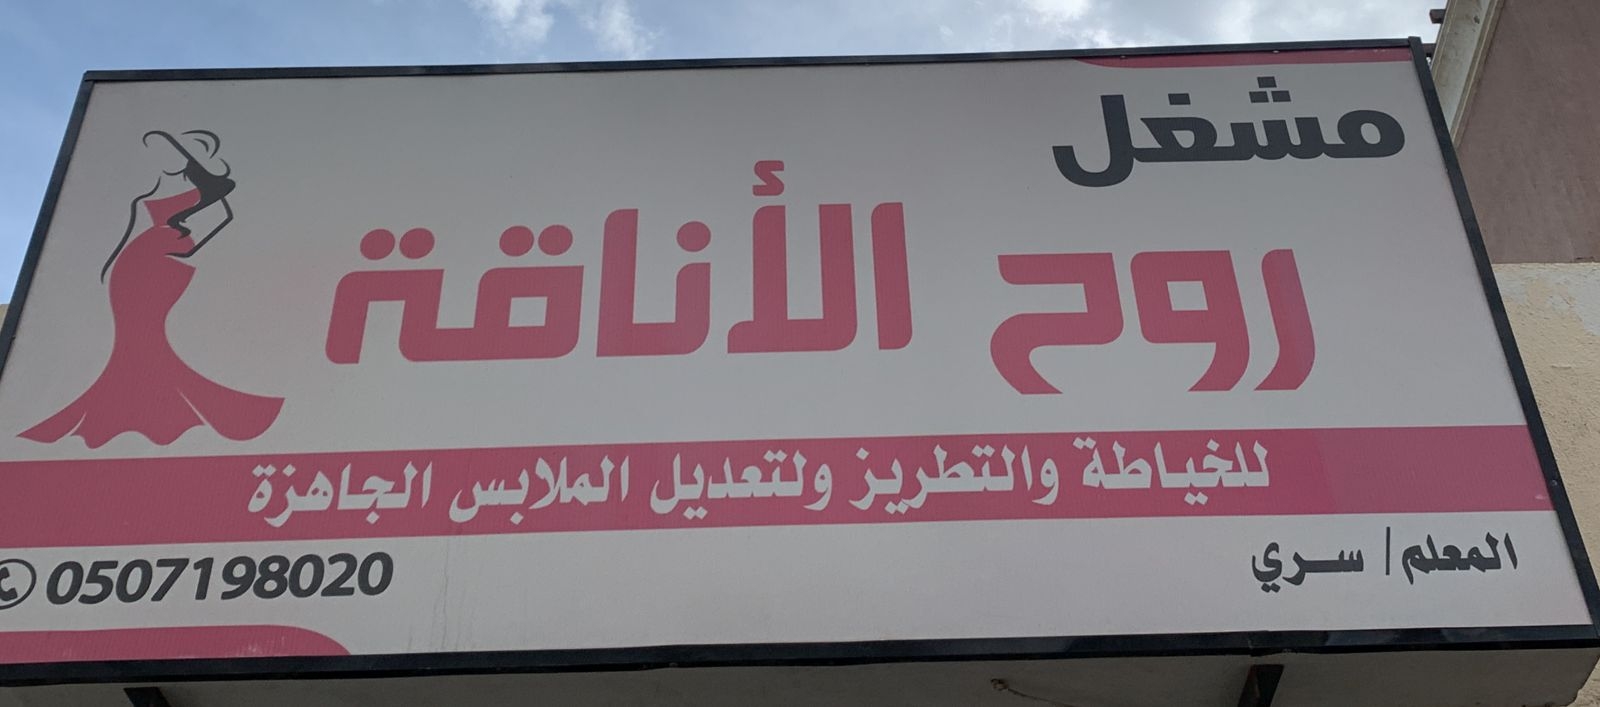 مشغل
روح الأناقة
للخياطة والتطريز ولتعديل الملابس الجاهزة
المعلم / سري
0507198020